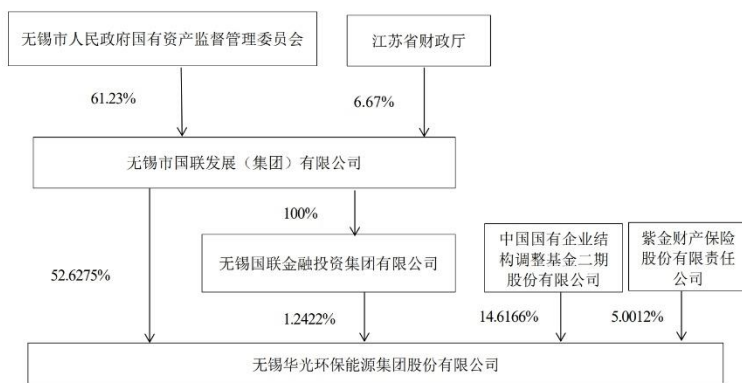 无锡市人民政府国有资产监督管理委员会
江苏省财政厅
61.23%
6.67%
无锡市国联发展（集团）有限公司
100%
无锡国联金融投资集团有限公司
中国国有企业结
构调整基金二期
股份有限公司
紫金财产保险
股份有限责任
公司
52.6275%
1.2422%
14.6166%
5.0012%
无锡华光环保能源集团股份有限公司